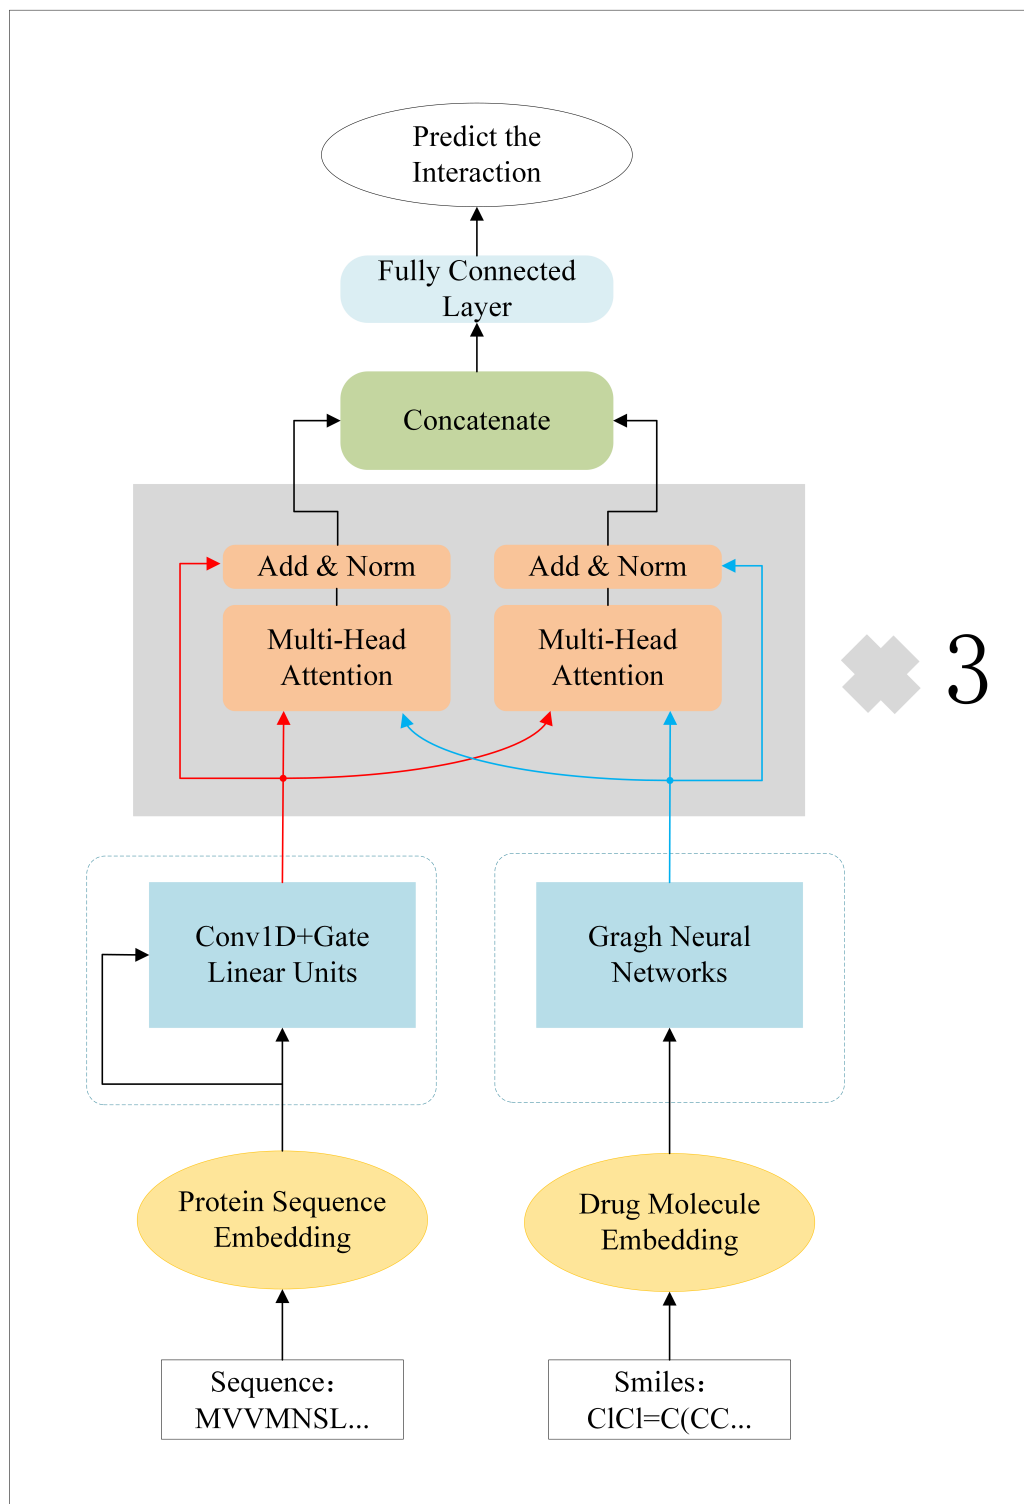 Predict the
Interaction
Fully Connected
Layer
Concatenate
Add & Norm
Add & Norm
Multi-Head
Attention
Multi-Head
Attention
3
Conv1D+Gate
Linear Units
Gragh Neural
Networks
Protein Sequence
Embedding
Drug Molecule
Embedding
Sequence：
MVVMNSL...
Smiles：
ClCl=C(CC...